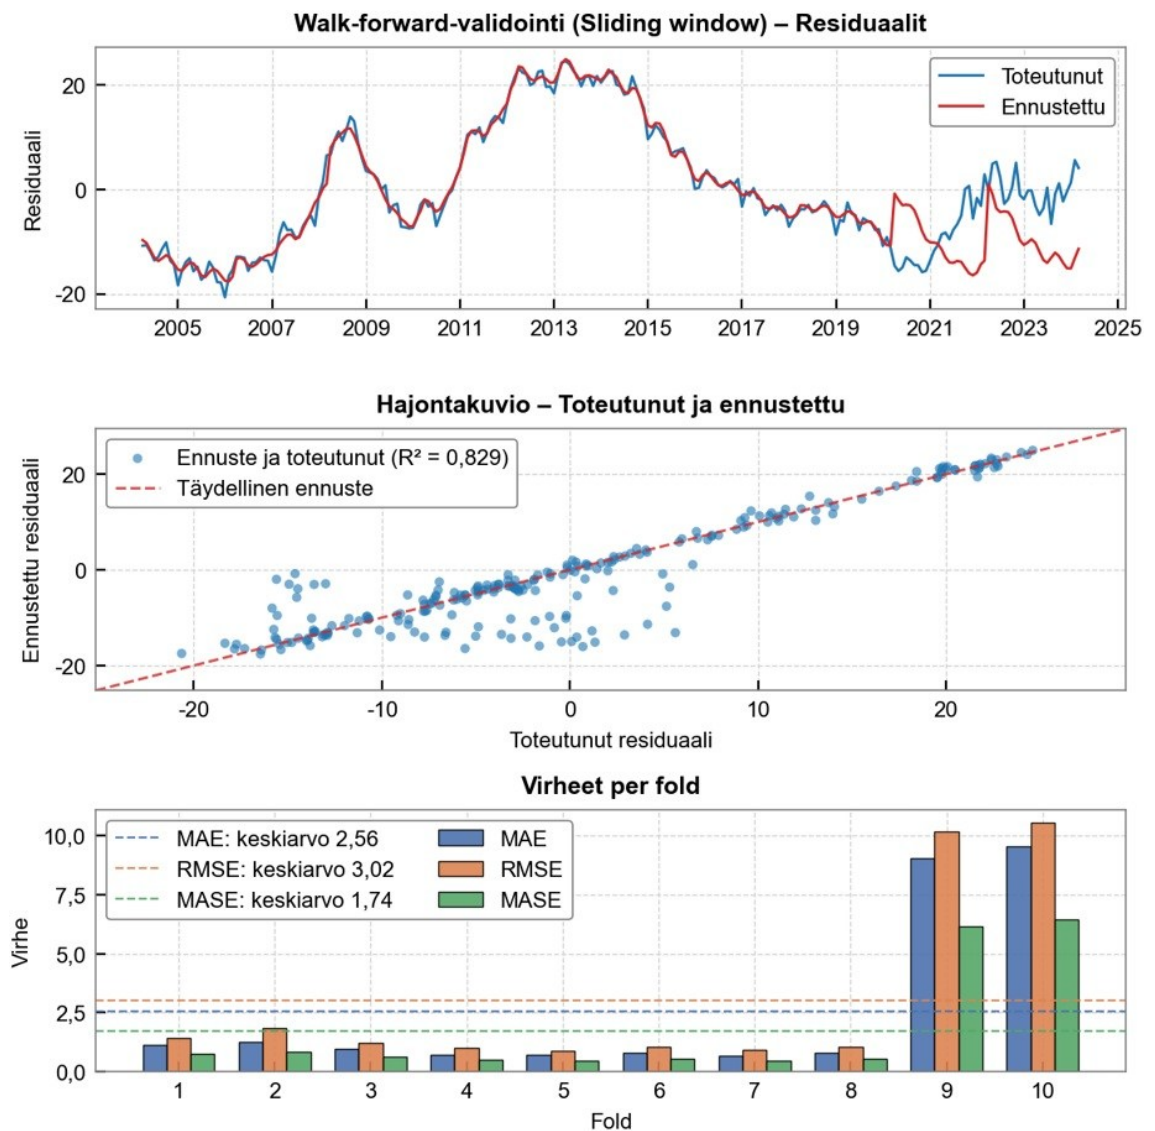 Walk-forward-validointi (Sliding window) – Residuaalit
Toteutunut
Ennustettu
Residuaali
20
0
-20
2005 2007 2009 2011 2013 2015 2017 2019 2021 2023 2025
Hajontakuvio – Toteutunut ja ennustettu
Ennuste ja toteutunut (R² = 0,829)
Täydellinen ennuste
Ennustettu residuaali
20
0
-20
-20 -10 0 10 20
Toteutunut residuaali
Virheet per fold
MAE: keskiarvo 2,56 MAE
RMSE: keskiarvo 3,02 RMSE
MASE: keskiarvo 1,74 MASE
Virhe
10,0
7,5
5,0
2,5
0,0
1 2 3 4 5 6 7 8 9 10
Fold